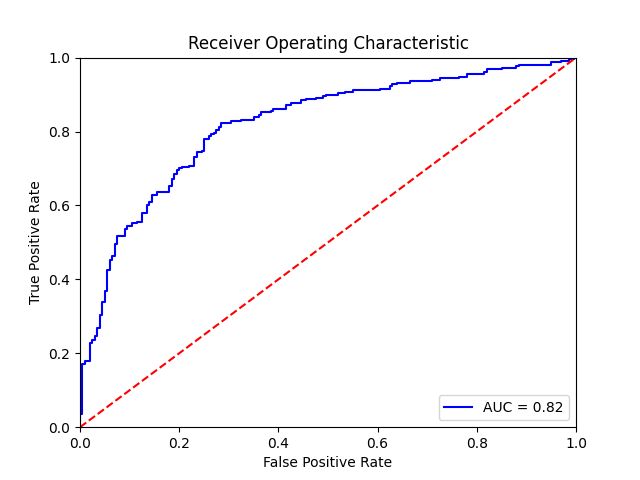 Receiver Operating Characteristic
1.0
0.8
0.6
0.4
0.2
0.0
True Positive Rate
AUC = 0.82
0.0 0.2 0.4 0.6 0.8 1.0
False Positive Rate